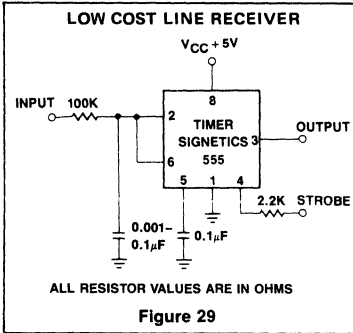 LOW COST LINE RECEIVER
VCC + 5V
8
INPUT 100K
2
TIMER
SIGNETICS 3 OUTPUT
6 555
5 1 4
2.2K STROBE
0.001-
0.1µF
0.1µF
ALL RESISTOR VALUES ARE IN OHMS
Figure 29